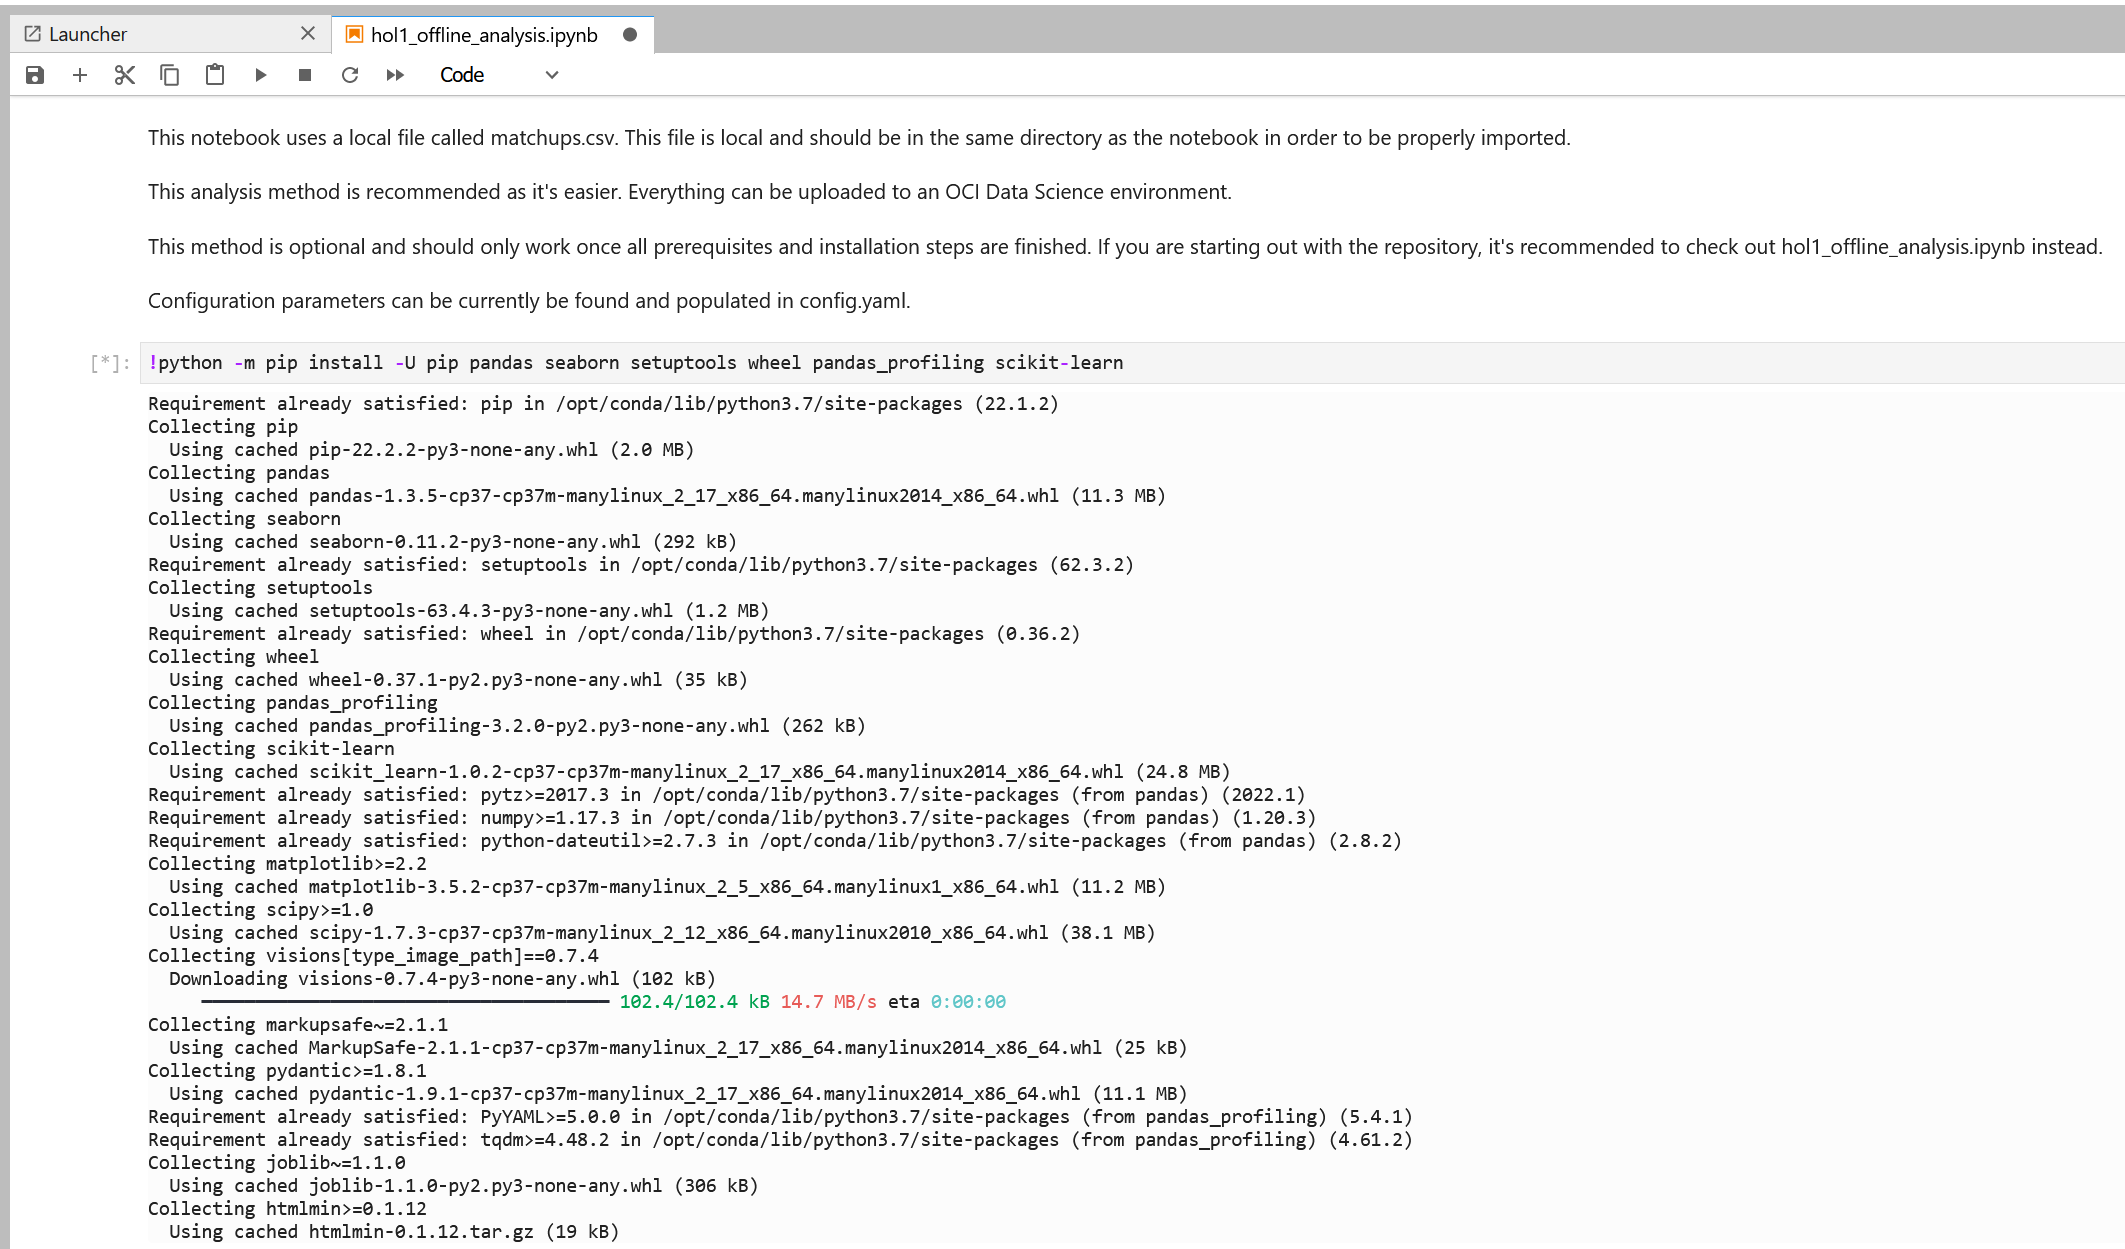 Launcher
hol1_offline_analysis.ipynb
Code
This notebook uses a local file called matchups.csv. This file is local and should be in the same directory as the notebook in order to be properly imported.
This analysis method is recommended as it's easier. Everything can be uploaded to an OCI Data Science environment.
This method is optional and should only work once all prerequisites and installation steps are finished. If you are starting out with the repository, it's recommended to check out hol1_offline_analysis.ipynb instead.
Configuration parameters can be currently be found and populated in config.yaml.
[*]: !python -m pip install -U pip pandas seaborn setuptools wheel pandas_profiling scikit-learn
Requirement already satisfied: pip in /opt/conda/lib/python3.7/site-packages (22.1.2)
Collecting pip
  Using cached pip-22.2.2-py3-none-any.whl (2.0 MB)
Collecting pandas
  Using cached pandas-1.3.5-cp37-cp37m-manylinux_2_17_x86_64.manylinux2014_x86_64.whl (11.3 MB)
Collecting seaborn
  Using cached seaborn-0.11.2-py3-none-any.whl (292 kB)
Requirement already satisfied: setuptools in /opt/conda/lib/python3.7/site-packages (62.3.2)
Collecting setuptools
  Using cached setuptools-63.4.3-py3-none-any.whl (1.2 MB)
Requirement already satisfied: wheel in /opt/conda/lib/python3.7/site-packages (0.36.2)
Collecting wheel
  Using cached wheel-0.37.1-py2.py3-none-any.whl (35 kB)
Collecting pandas_profiling
  Using cached pandas_profiling-3.2.0-py2.py3-none-any.whl (262 kB)
Collecting scikit-learn
  Using cached scikit_learn-1.0.2-cp37-cp37m-manylinux_2_17_x86_64.manylinux2014_x86_64.whl (24.8 MB)
Requirement already satisfied: pytz>=2017.3 in /opt/conda/lib/python3.7/site-packages (from pandas) (2022.1)
Requirement already satisfied: numpy>=1.17.3 in /opt/conda/lib/python3.7/site-packages (from pandas) (1.20.3)
Requirement already satisfied: python-dateutil>=2.7.3 in /opt/conda/lib/python3.7/site-packages (from pandas) (2.8.2)
Collecting matplotlib>=2.2
  Using cached matplotlib-3.5.2-cp37-cp37m-manylinux_2_5_x86_64.manylinux1_x86_64.whl (11.2 MB)
Collecting scipy>=1.0
  Using cached scipy-1.7.3-cp37-cp37m-manylinux_2_12_x86_64.manylinux2010_x86_64.whl (38.1 MB)
Collecting visions[type_image_path]==0.7.4
  Downloading visions-0.7.4-py3-none-any.whl (102 kB)
102.4/102.4 kB 14.7 MB/s eta 0:00:00
Collecting markupsafe~=2.1.1
  Using cached MarkupSafe-2.1.1-cp37-cp37m-manylinux_2_17_x86_64.manylinux2014_x86_64.whl (25 kB)
Collecting pydantic>=1.8.1
  Using cached pydantic-1.9.1-cp37-cp37m-manylinux_2_17_x86_64.manylinux2014_x86_64.whl (11.1 MB)
Requirement already satisfied: PyYAML>=5.0.0 in /opt/conda/lib/python3.7/site-packages (from pandas_profiling) (5.4.1)
Requirement already satisfied: tqdm>=4.48.2 in /opt/conda/lib/python3.7/site-packages (from pandas_profiling) (4.61.2)
Collecting joblib~=1.1.0
  Using cached joblib-1.1.0-py2.py3-none-any.whl (306 kB)
Collecting htmlmin>=0.1.12
  Using cached htmlmin-0.1.12.tar.gz (19 kB)